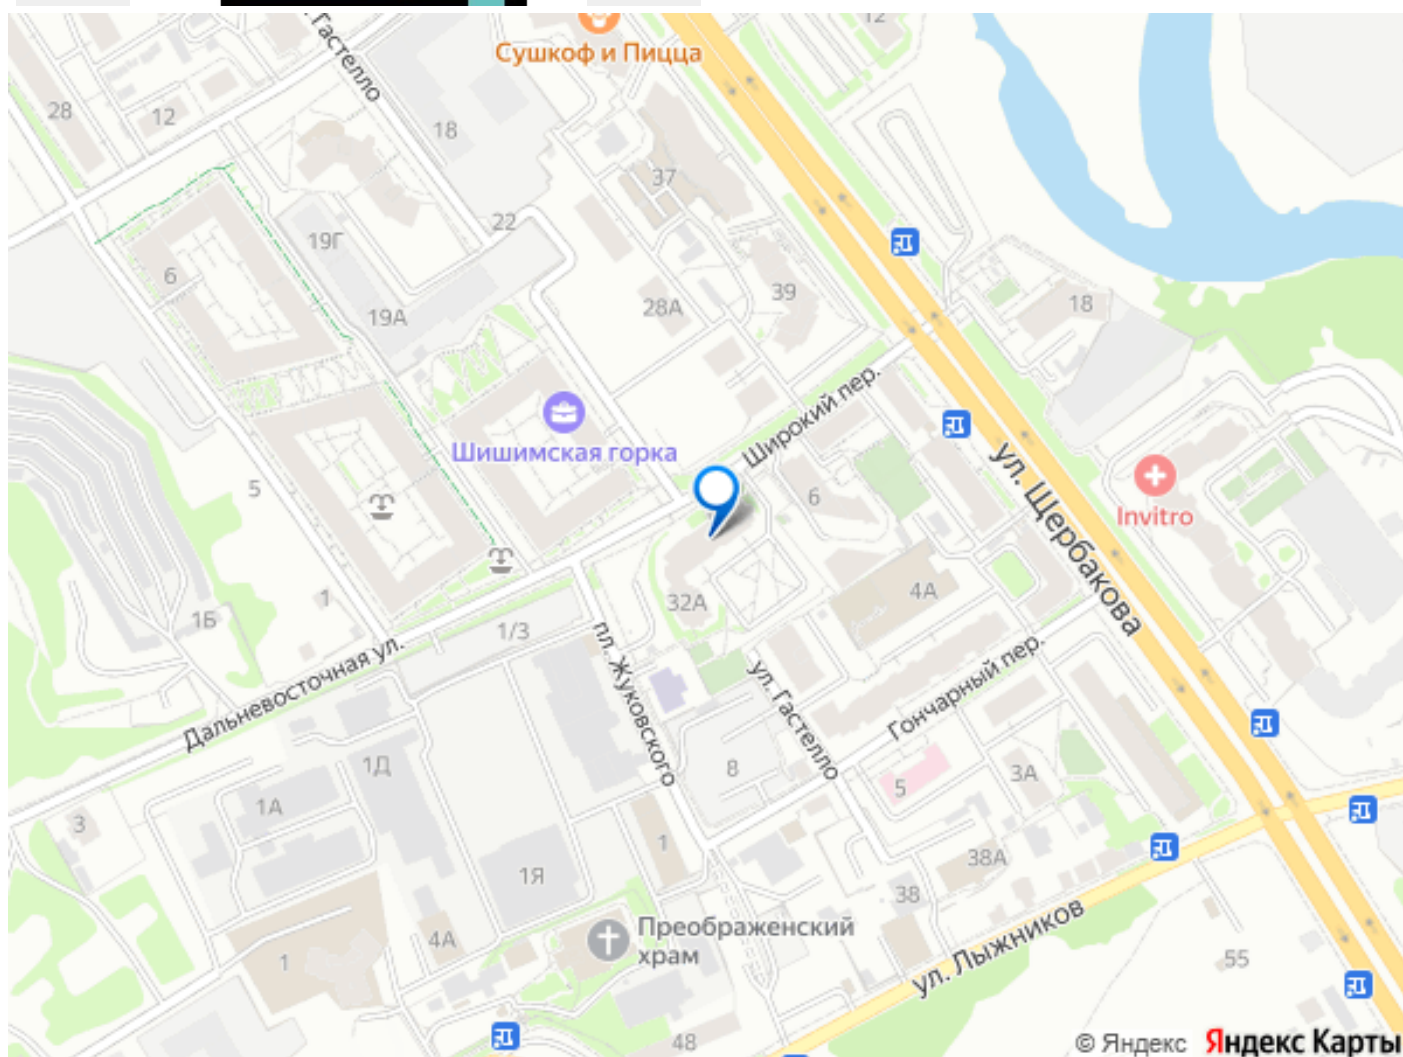 ул. Гастелло
Сушкоф и Пицца
12
28
12
18
37
22
19Г
6
28А
39
18
19А
Широкий пер.
Шишимская горка
5
6
ул. Щербакова
Invitro
4А
1
32А
1Б
1/3
пл. Жуковского
Дальневосточная ул.
ул. Гастелло
Гончарный пер.
1Д
8
5
3А
1А
3
1
38А
1Я
38
Преображенский
храм
4А
1
ул. Лыжников
55
48
© Яндекс
Яндекс Карты